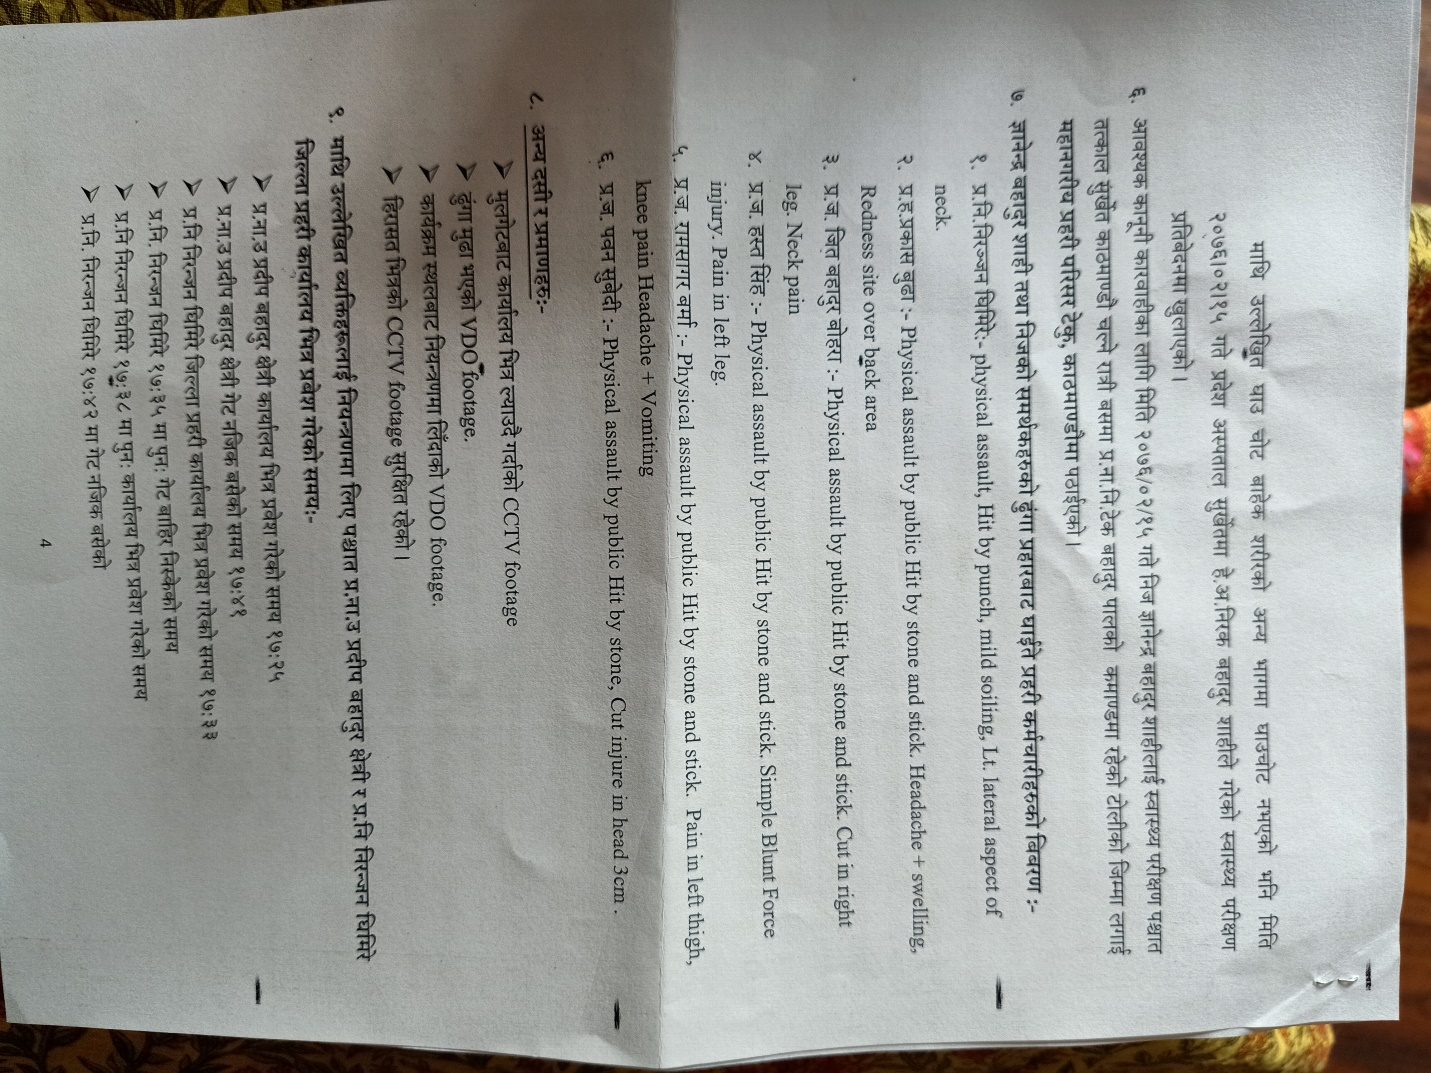 माथि उल्लेखित घाउ चोट बाहेक शरीरको अन्य भागमा घाउचोट नभएको भनि मिति
२०७६।०२।१५ गते प्रदेश अस्पताल सुर्खेतमा हे.अ.निरक बहादुर शाहीले गरेको स्वास्थ्य परीक्षण
प्रतिबेदनमा खुलाएको ।
६. आवश्यक कानूनी कारवाहीका लागि मिति २०७६/०२/१५ गते निज ज्ञानेन्द्र बहादुर शाहीलाई स्वास्थ्य परीक्षण पश्चात
तत्काल सुर्खेत काठमाण्डौ चल्ने रात्री बसमा प्र.ना.नि.टेक बहादुर पालको कमाण्डमा रहेको टोलीको जिम्मा लगाई
महानगरीय प्रहरी परिसर टेकु, काठमाण्डौमा पठाईएको ।
७. ज्ञानेन्द्र बहादुर शाही तथा निजको समर्थकहरुको ढुंगा प्रहारबाट घाईते प्रहरी कर्मचारीहरुको बिबरण :-
१. प्र.नि.निरञ्जन घिमिरे:- physical assault, Hit by punch, mild soiling, Lt. lateral aspect of
neck.
२. प्र.ह.प्रकास बुढा :- Physical assault by public Hit by stone and stick. Headache + swelling,
Redness site over back area
३. प्र.ज. जित बहादुर बोहरा :- Physical assault by public Hit by stone and stick. Cut in right
leg. Neck pain
४. प्र.ज. हस्त सिंह :- Physical assault by public Hit by stone and stick. Simple Blunt Force
injury. Pain in left leg.
५. प्र.ज. रामसागर बर्मा :- Physical assault by public Hit by stone and stick. Pain in left thigh,
knee pain Headache + Vomiting
६. प्र.ज. पवन सुबेदी :- Physical assault by public Hit by stone, Cut injure in head 3cm .
८. अन्य दसी र प्रमाणहरु:-
➤ मुलगेटबाट कार्यालय भित्र ल्याउदै गर्दाको CCTV footage
➤ ढुंगा मुढा भएको VDO footage.
➤ कार्यक्रम स्थलबाट नियन्त्रणमा लिँदाको VDO footage.
➤ हिरासत भित्रको CCTV footage सुरक्षित रहेको ।
९. माथि उल्लेखित व्यक्तिहरूलाई नियन्त्रणमा लिए पश्चात प्र.ना.उ प्रदीप बहादुर क्षेत्री र प्र.नि निरन्जन घिमिरे
जिल्ला प्रहरी कार्यालय भित्र प्रवेश गरेको समय:-
➤ प्र.ना.उ प्रदीप बहादुर क्षेत्री कार्यालय भित्र प्रवेश गरेको समय १७:२५
➤ प्र.ना.उ प्रदीप बहादुर क्षेत्री गेट नजिक बसेको समय १७:४१
➤ प्र.नि निरन्जन घिमिरे जिल्ला प्रहरी कार्यालय भित्र प्रवेश गरेको समय १७:३३
➤ प्र.नि. निरन्जन घिमिरे १७:३५ मा पुन: गेट बाहिर निस्केको समय
➤ प्र.नि निरन्जन घिमिरे १७:३८ मा पुन: कार्यालय भित्र प्रवेश गरेको समय
➤ प्र.नि. निरन्जन घिमिरे १७:४२ मा गेट नजिक बसेको
4